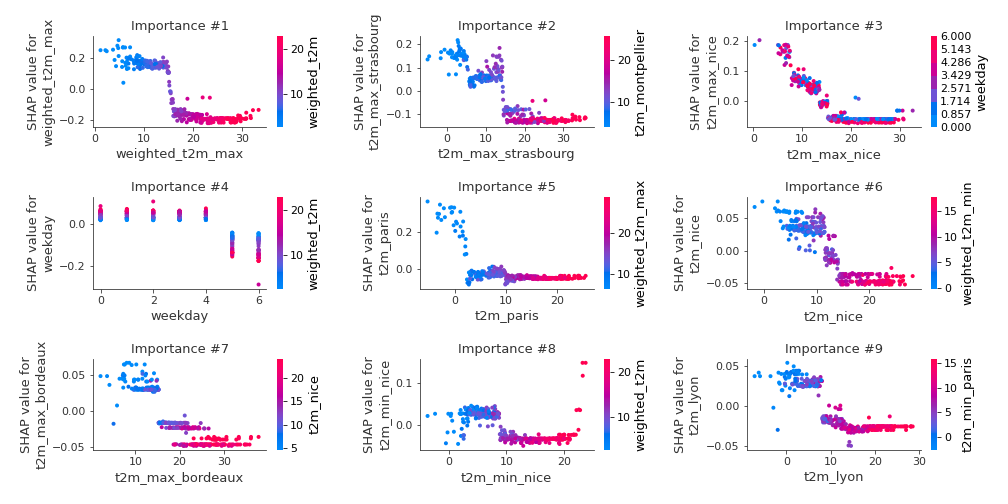 Importance #1
SHAP value for
weighted_t2m_max
0.2
0.0
−0.2
0
10
20
30
weighted_t2m_max
20
10
weighted_t2m
Importance #2
SHAP value for
t2m_max_strasbourg
0.2
0.1
0.0
−0.1
0
10
20
30
t2m_max_strasbourg
20
10
t2m_montpellier
Importance #3
SHAP value for
t2m_max_nice
0.2
0.1
0.0
0
10
20
30
t2m_max_nice
6.000
5.143
4.286
3.429
2.571
1.714
0.857
0.000
weekday
Importance #4
SHAP value for
weekday
0.0
−0.2
0
2
4
6
weekday
20
10
weighted_t2m
Importance #5
SHAP value for
t2m_paris
0.2
0.0
0
10
20
t2m_paris
20
10
weighted_t2m_max
Importance #6
SHAP value for
t2m_nice
0.05
0.00
−0.05
0
10
20
t2m_nice
15
10
5
0
weighted_t2m_min
Importance #7
SHAP value for
t2m_max_bordeaux
0.05
0.00
−0.05
10
20
30
t2m_max_bordeaux
20
15
10
5
t2m_nice
Importance #8
SHAP value for
t2m_min_nice
0.1
0.0
0
10
20
t2m_min_nice
20
10
weighted_t2m
Importance #9
SHAP value for
t2m_lyon
0.05
0.00
−0.05
0
10
20
30
t2m_lyon
15
10
5
0
t2m_min_paris